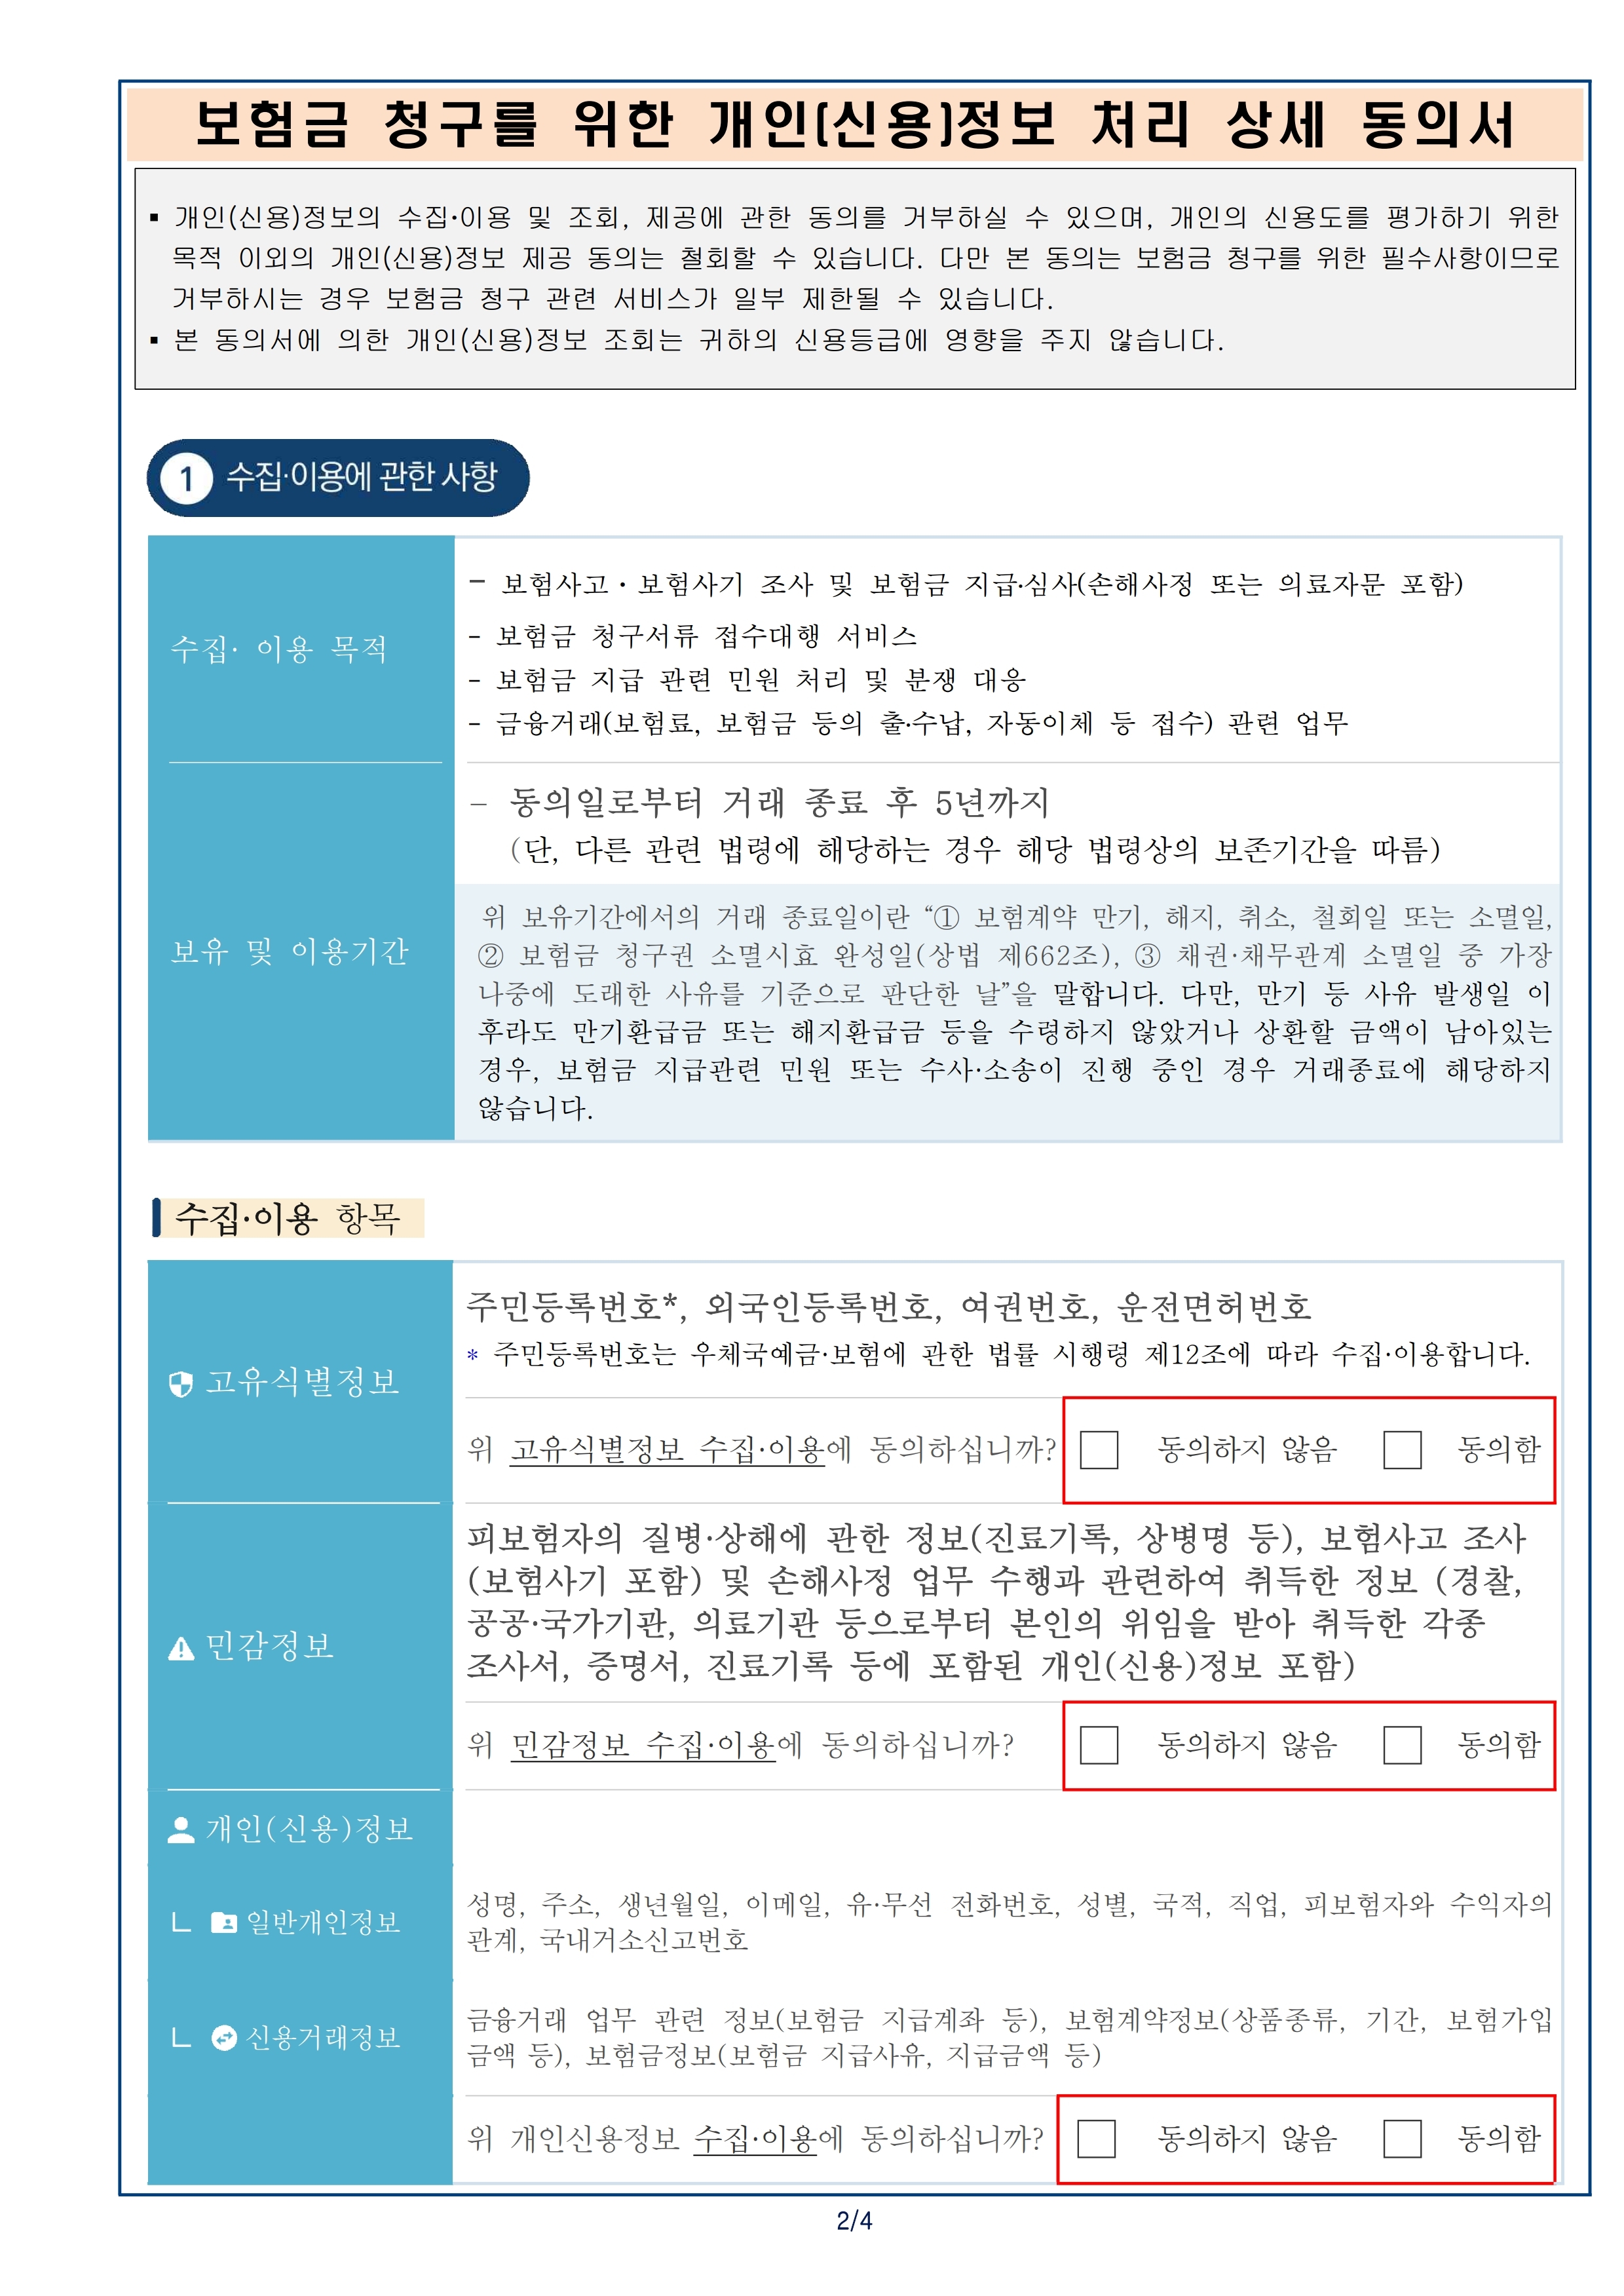 보험금 청구를 위한 개인(신용)정보 처리 상세 동의서
▪ 개인(신용)정보의 수집·이용 및 조회, 제공에 관한 동의를 거부하실 수 있으며, 개인의 신용도를 평가하기 위한
목적 이외의 개인(신용)정보 제공 동의는 철회할 수 있습니다. 다만 본 동의는 보험금 청구를 위한 필수사항이므로
거부하시는 경우 보험금 청구 관련 서비스가 일부 제한될 수 있습니다.
▪ 본 동의서에 의한 개인(신용)정보 조회는 귀하의 신용등급에 영향을 주지 않습니다.
1 수집·이용에 관한 사항
수집· 이용 목적
- 보험사고·보험사기 조사 및 보험금 지급·심사(손해사정 또는 의료자문 포함)
- 보험금 청구서류 접수대행 서비스
- 보험금 지급 관련 민원 처리 및 분쟁 대응
- 금융거래(보험료, 보험금 등의 출·수납, 자동이체 등 접수) 관련 업무
보유 및 이용기간
- 동의일로부터 거래 종료 후 5년까지
(단, 다른 관련 법령에 해당하는 경우 해당 법령상의 보존기간을 따름)
위 보유기간에서의 거래 종료일이란 “① 보험계약 만기, 해지, 취소, 철회일 또는 소멸일,
② 보험금 청구권 소멸시효 완성일(상법 제662조), ③ 채권·채무관계 소멸일 중 가장
나중에 도래한 사유를 기준으로 판단한 날”을 말합니다. 다만, 만기 등 사유 발생일 이
후라도 만기환급금 또는 해지환급금 등을 수령하지 않았거나 상환할 금액이 남아있는
경우, 보험금 지급관련 민원 또는 수사·소송이 진행 중인 경우 거래종료에 해당하지
않습니다.
수집·이용 항목
고유식별정보
주민등록번호*, 외국인등록번호, 여권번호, 운전면허번호
* 주민등록번호는 우체국예금·보험에 관한 법률 시행령 제12조에 따라 수집·이용합니다.
위 고유식별정보 수집·이용에 동의하십니까? □ 동의하지 않음 □ 동의함
민감정보
피보험자의 질병·상해에 관한 정보(진료기록, 상병명 등), 보험사고 조사
(보험사기 포함) 및 손해사정 업무 수행과 관련하여 취득한 정보 (경찰,
공공·국가기관, 의료기관 등으로부터 본인의 위임을 받아 취득한 각종
조사서, 증명서, 진료기록 등에 포함된 개인(신용)정보 포함)
위 민감정보 수집·이용에 동의하십니까? □ 동의하지 않음 □ 동의함
개인(신용)정보
ㄴ 일반개인정보
성명, 주소, 생년월일, 이메일, 유·무선 전화번호, 성별, 국적, 직업, 피보험자와 수익자의
관계, 국내거소신고번호
ㄴ 신용거래정보
금융거래 업무 관련 정보(보험금 지급계좌 등), 보험계약정보(상품종류, 기간, 보험가입
금액 등), 보험금정보(보험금 지급사유, 지급금액 등)
위 개인신용정보 수집·이용에 동의하십니까? □ 동의하지 않음 □ 동의함
2/4